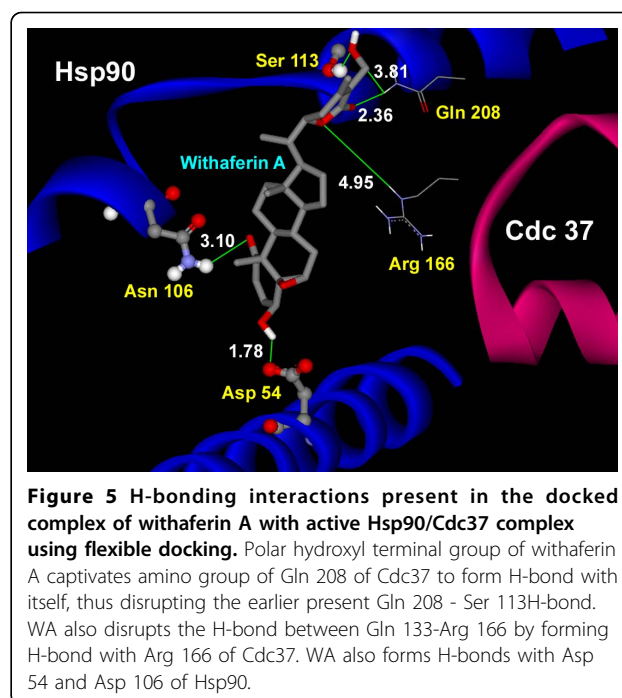 Hsp90
Ser 113
3.81
2.36
Gln 208
Withaferin A
4.95
3.10
Cdc 37
Arg 166
Asn 106
1.78
Asp 54
Figure 5 H-bonding interactions present in the docked
complex of withaferin A with active Hsp90/Cdc37 complex
using flexible docking. Polar hydroxyl terminal group of withaferin
A captivates amino group of Gln 208 of Cdc37 to form H-bond with
itself, thus disrupting the earlier present Gln 208 - Ser 113H-bond.
WA also disrupts the H-bond between Gln 133-Arg 166 by forming
H-bond with Arg 166 of Cdc37. WA also forms H-bonds with Asp
54 and Asp 106 of Hsp90.